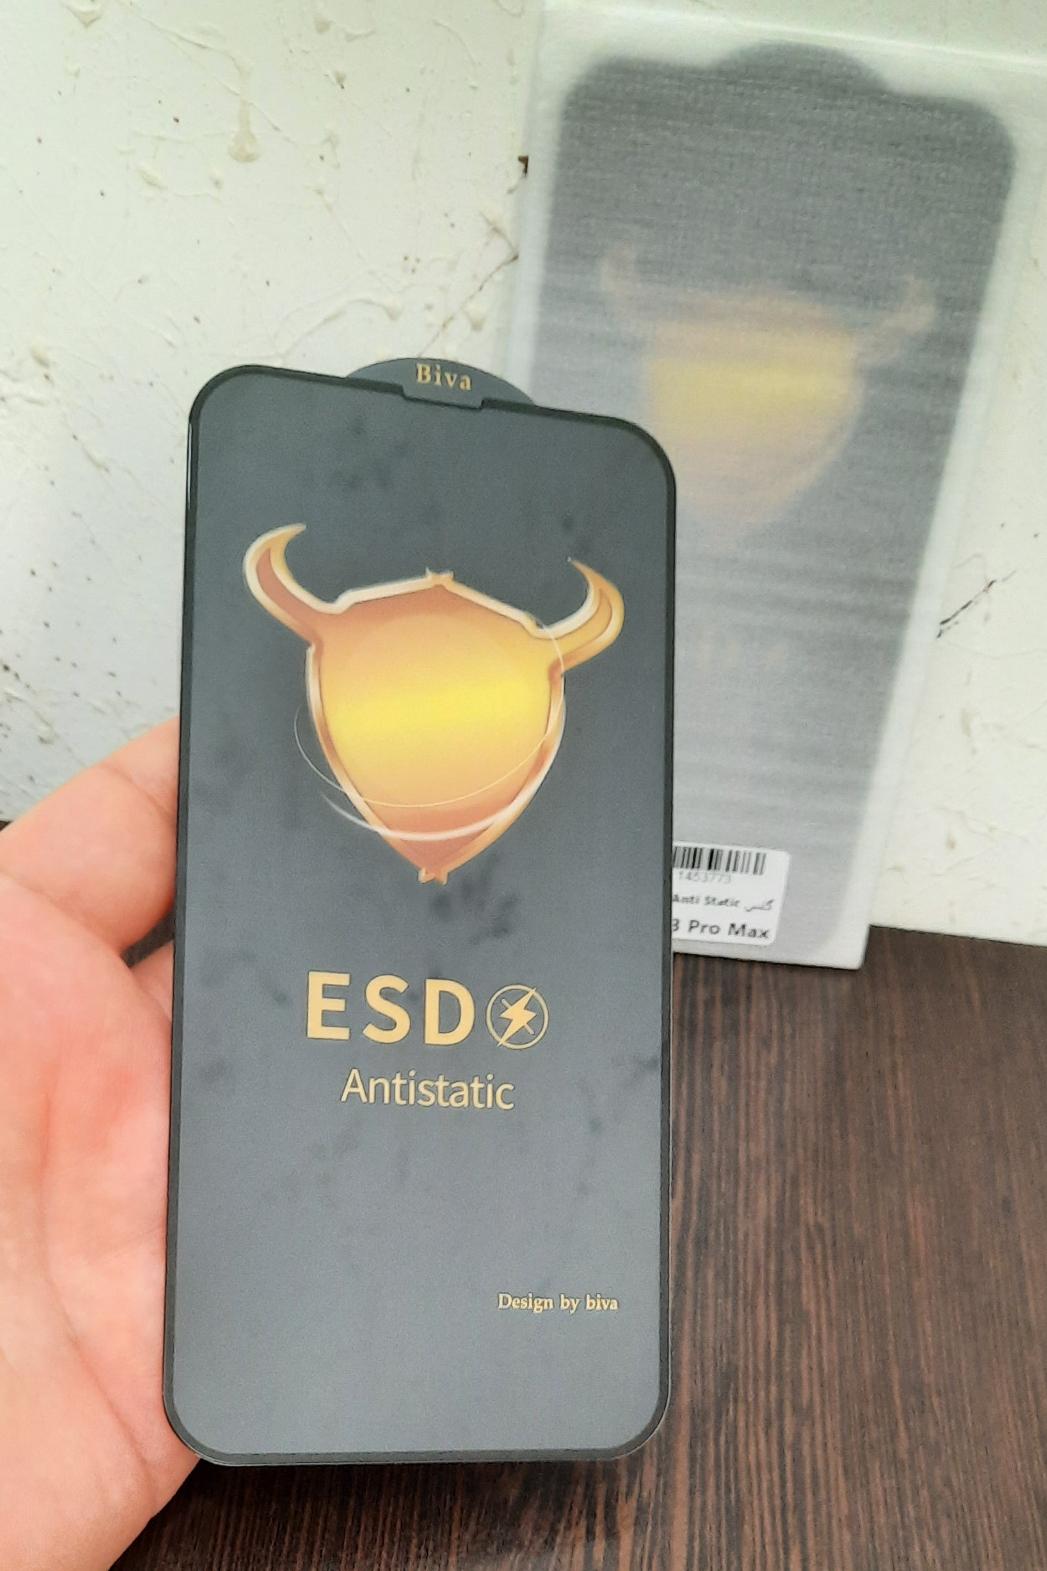 Biva
ESD
Antistatic
Design by biva
1453773
گلس Anti Static
3 Pro Max